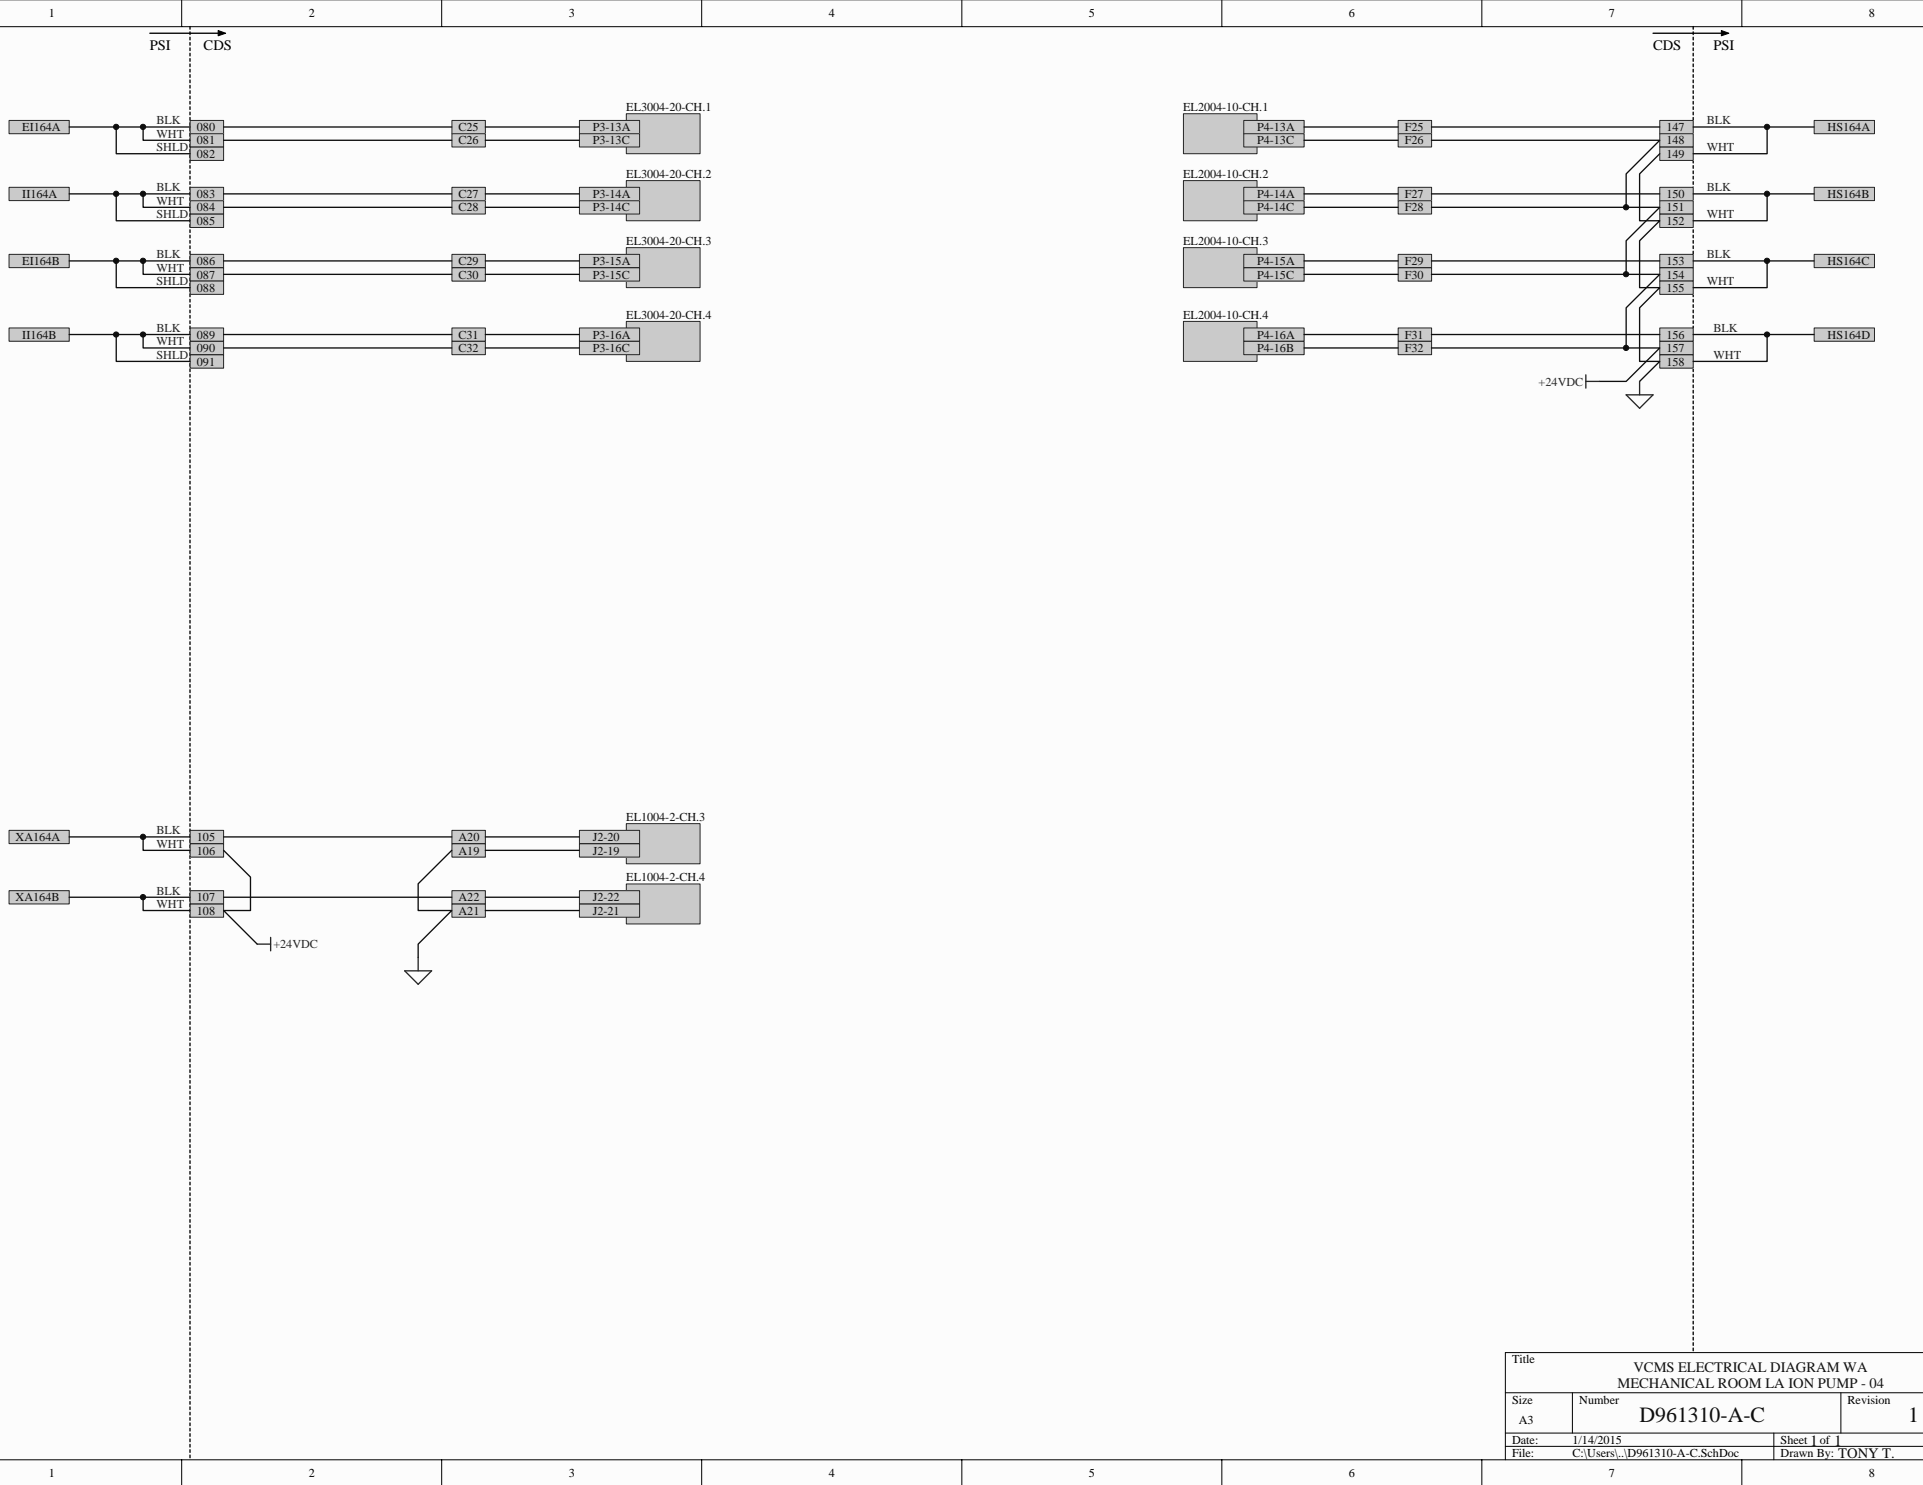 1 2 3 4 5 6 7 8
PSI CDS
CDS PSI
EL3004-20-CH.1
EI164A BLK 080 C25 P3-13A
WHT 081 C26 P3-13C
SHLD 082
EL3004-20-CH.2
II164A BLK 083 C27 P3-14A
WHT 084 C28 P3-14C
SHLD 085
EL3004-20-CH.3
EI164B BLK 086 C29 P3-15A
WHT 087 C30 P3-15C
SHLD 088
EL3004-20-CH.4
II164B BLK 089 C31 P3-16A
WHT 090 C32 P3-16C
SHLD 091
EL2004-10-CH.1
P4-13A F25 147 BLK HS164A
P4-13C F26 148
149 WHT
EL2004-10-CH.2
P4-14A F27 150 BLK HS164B
P4-14C F28 151
152 WHT
EL2004-10-CH.3
P4-15A F29 153 BLK HS164C
P4-15C F30 154
155 WHT
EL2004-10-CH.4
P4-16A F31 156 BLK HS164D
P4-16B F32 157
158 WHT
+24VDC
EL1004-2-CH.3
XA164A BLK 105 A20 J2-20
WHT 106 A19 J2-19
EL1004-2-CH.4
XA164B BLK 107 A22 J2-22
WHT 108 A21 J2-21
+24VDC
Title
VCMS ELECTRICAL DIAGRAM WA
MECHANICAL ROOM LA ION PUMP - 04
Size Number Revision
A3 D961310-A-C 1
Date: 1/14/2015 Sheet 1 of 1
File: C:\Users\..\D961310-A-C.SchDoc Drawn By: TONY T.
1 2 3 4 5 6 7 8